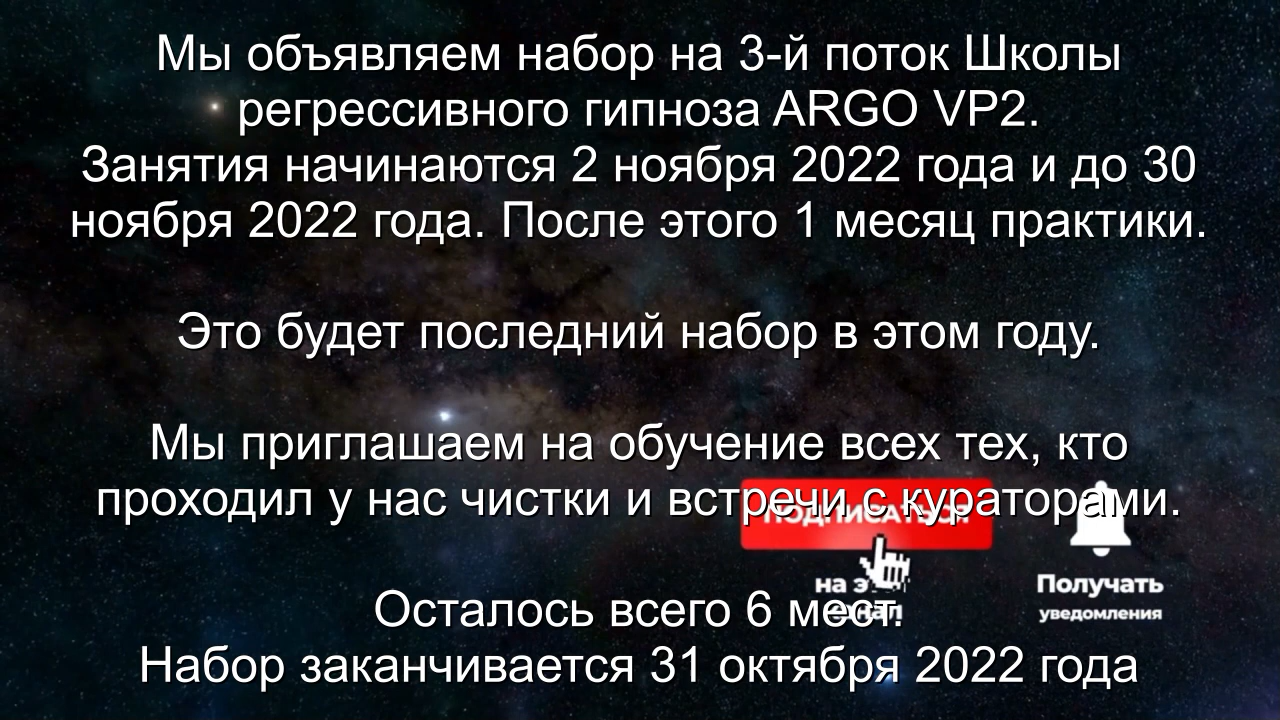 Мы объявляем набор на 3-й поток Школы
регрессивного гипноза ARGO VP2.
Занятия начинаются 2 ноября 2022 года и до 30
ноября 2022 года. После этого 1 месяц практики.
Это будет последний набор в этом году.
Мы приглашаем на обучение всех тех, кто
проходил у нас чистки и встречи с кураторами.
ПОДПИСАТЬСЯ
на
Получать
уведомления
Осталось всего 6 мест.
Набор заканчивается 31 октября 2022 года